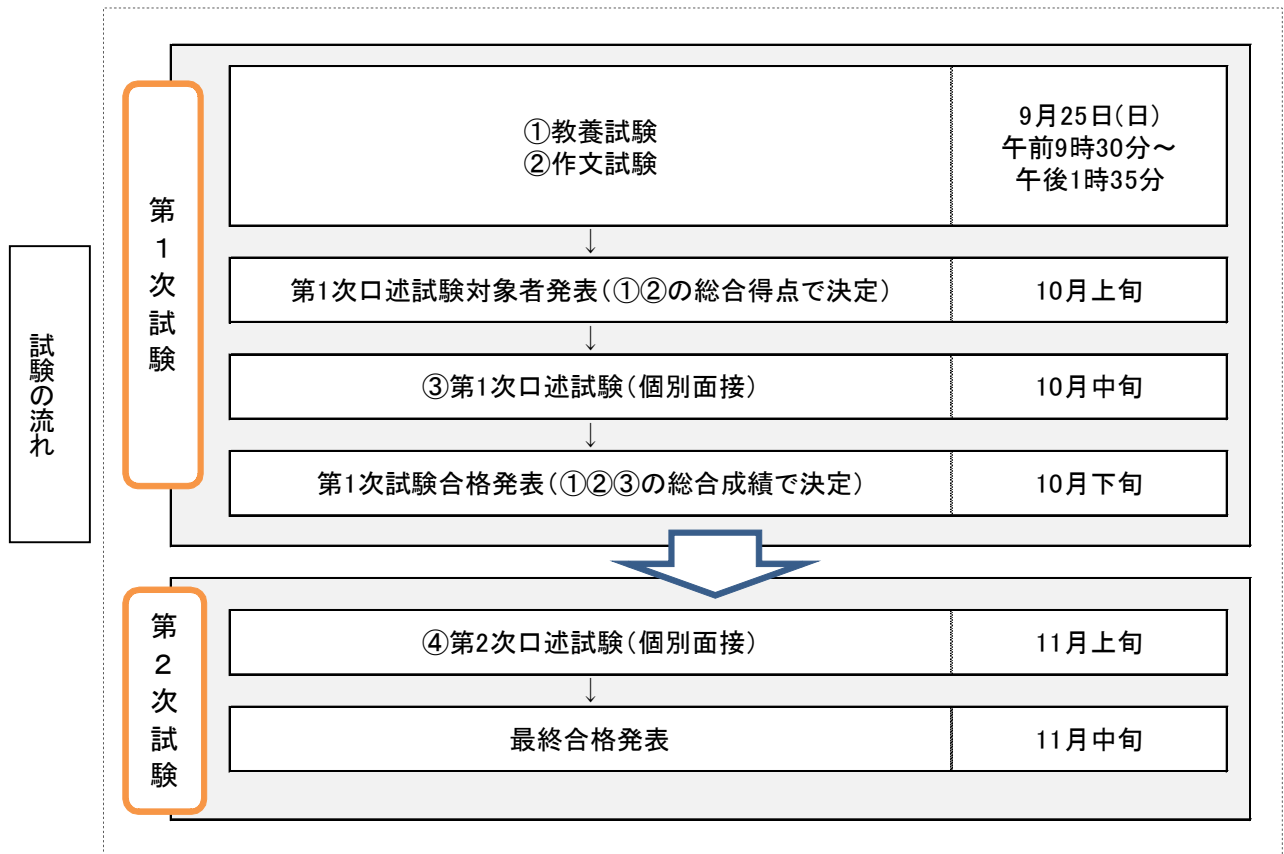 試験の流れ
第1次試験
①教養試験
②作文試験
9月25日(日)
午前9時30分～
午後1時35分
↓
第1次口述試験対象者発表(①②の総合得点で決定)
10月上旬
↓
③第1次口述試験(個別面接)
10月中旬
↓
第1次試験合格発表(①②③の総合成績で決定)
10月下旬
第2次試験
④第2次口述試験(個別面接)
11月上旬
↓
最終合格発表
11月中旬